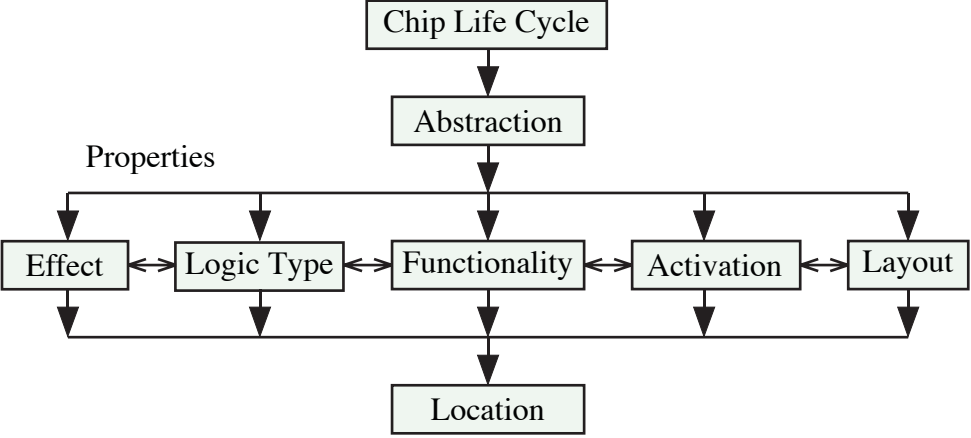 Chip Life Cycle
Abstraction
Properties
Effect
Logic Type
Functionality
Activation
Layout
Location